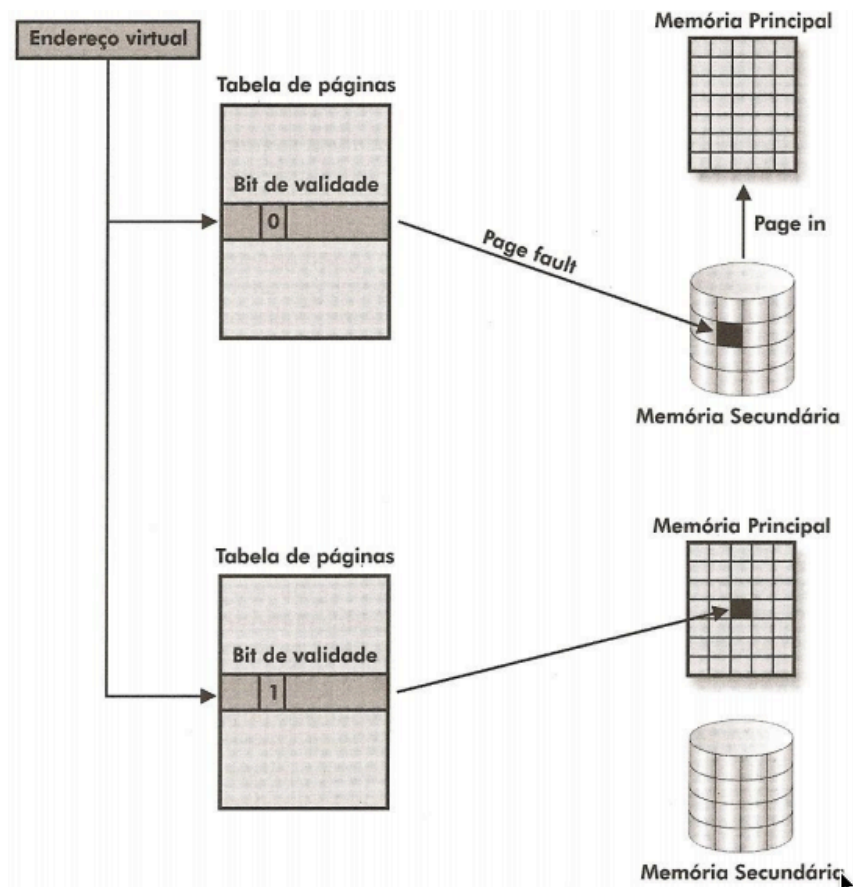 Endereço virtual
Memória Principal
Tabela de páginas
Bit de validade
0
Page fault
Page in
Memória Secundária
Tabela de páginas
Memória Principal
Bit de validade
1
Memória Secundária